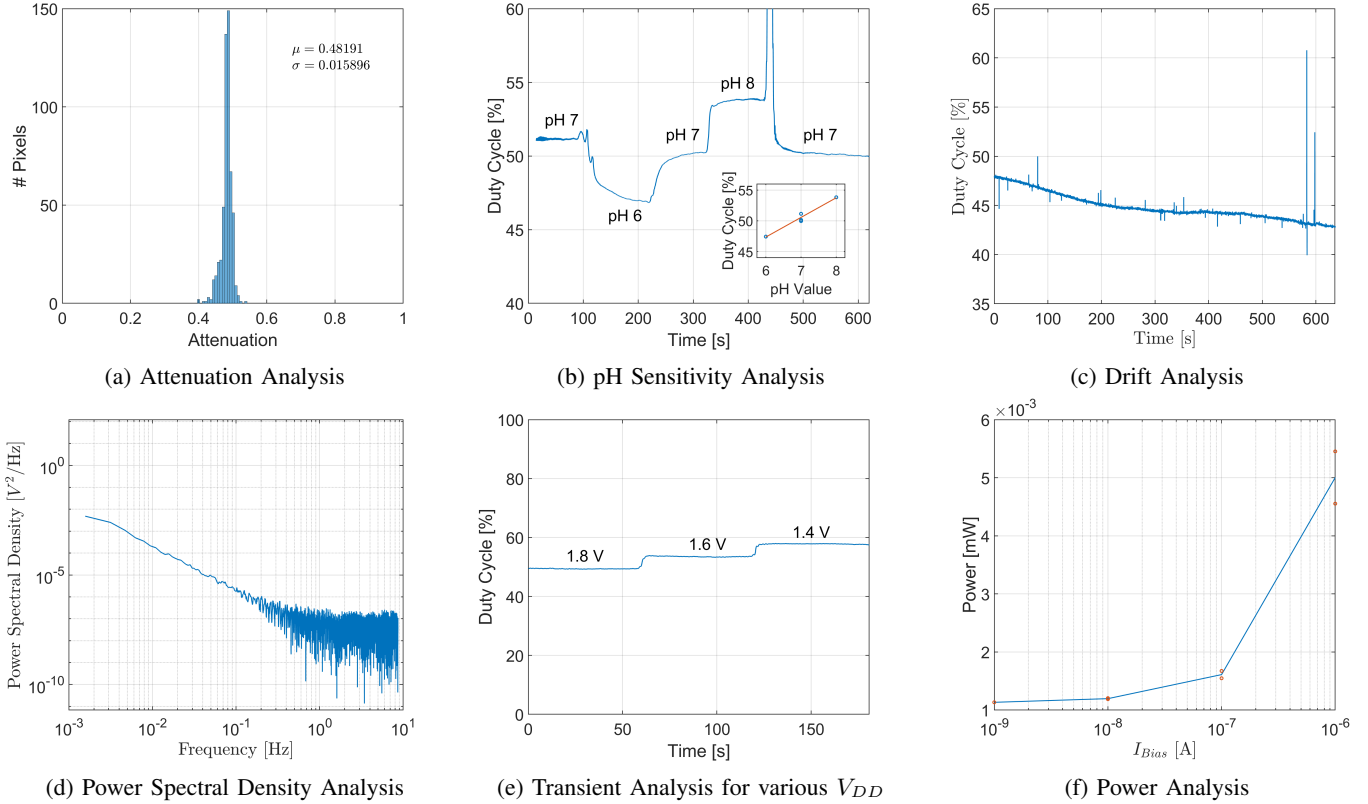 150
100
50
0
# Pixels
μ = 0.48191
σ = 0.015896
0 0.2 0.4 0.6 0.8 1
Attenuation
(a) Attenuation Analysis
60
55
50
45
40
Duty Cycle [%]
pH 7
pH 6
pH 7
pH 8
pH 7
55
50
45
Duty Cycle [%]
6 7 8
pH Value
0 100 200 300 400 500 600
Time [s]
(b) pH Sensitivity Analysis
65
60
55
50
45
40
35
Duty Cycle [%]
0 100 200 300 400 500 600
Time [s]
(c) Drift Analysis
10^0
10^-5
10^-10
Power Spectral Density [V^2/Hz]
10^-3 10^-2 10^-1 10^0 10^1
Frequency [Hz]
(d) Power Spectral Density Analysis
100
80
60
40
20
0
Duty Cycle [%]
1.8 V
1.6 V
1.4 V
0 50 100 150
Time [s]
(e) Transient Analysis for various V_DD
×10^-3
6
5
4
3
2
1
Power [mW]
10^-9 10^-8 10^-7 10^-6
I_Bias [A]
(f) Power Analysis